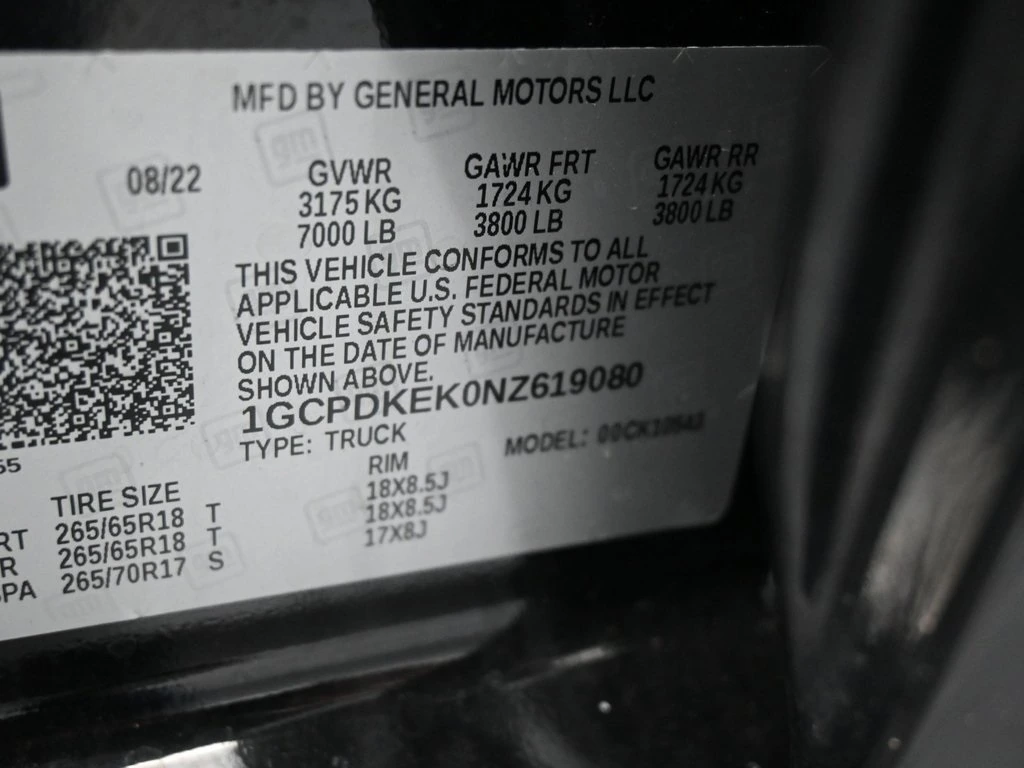 MFD BY GENERAL MOTORS LLC
08/22
GVWR GAWR FRT GAWR RR
3175 KG 1724 KG 1724 KG
7000 LB 3800 LB 3800 LB
THIS VEHICLE CONFORMS TO ALL
APPLICABLE U.S. FEDERAL MOTOR
VEHICLE SAFETY STANDARDS IN EFFECT
ON THE DATE OF MANUFACTURE
SHOWN ABOVE.
1GCPDKEK0NZ619080
TYPE: TRUCK MODEL:
55
TIRE SIZE RIM
RT 265/65R18 T 18X8.5J
R 265/65R18 T 18X8.5J
PA 265/70R17 S 17X8J